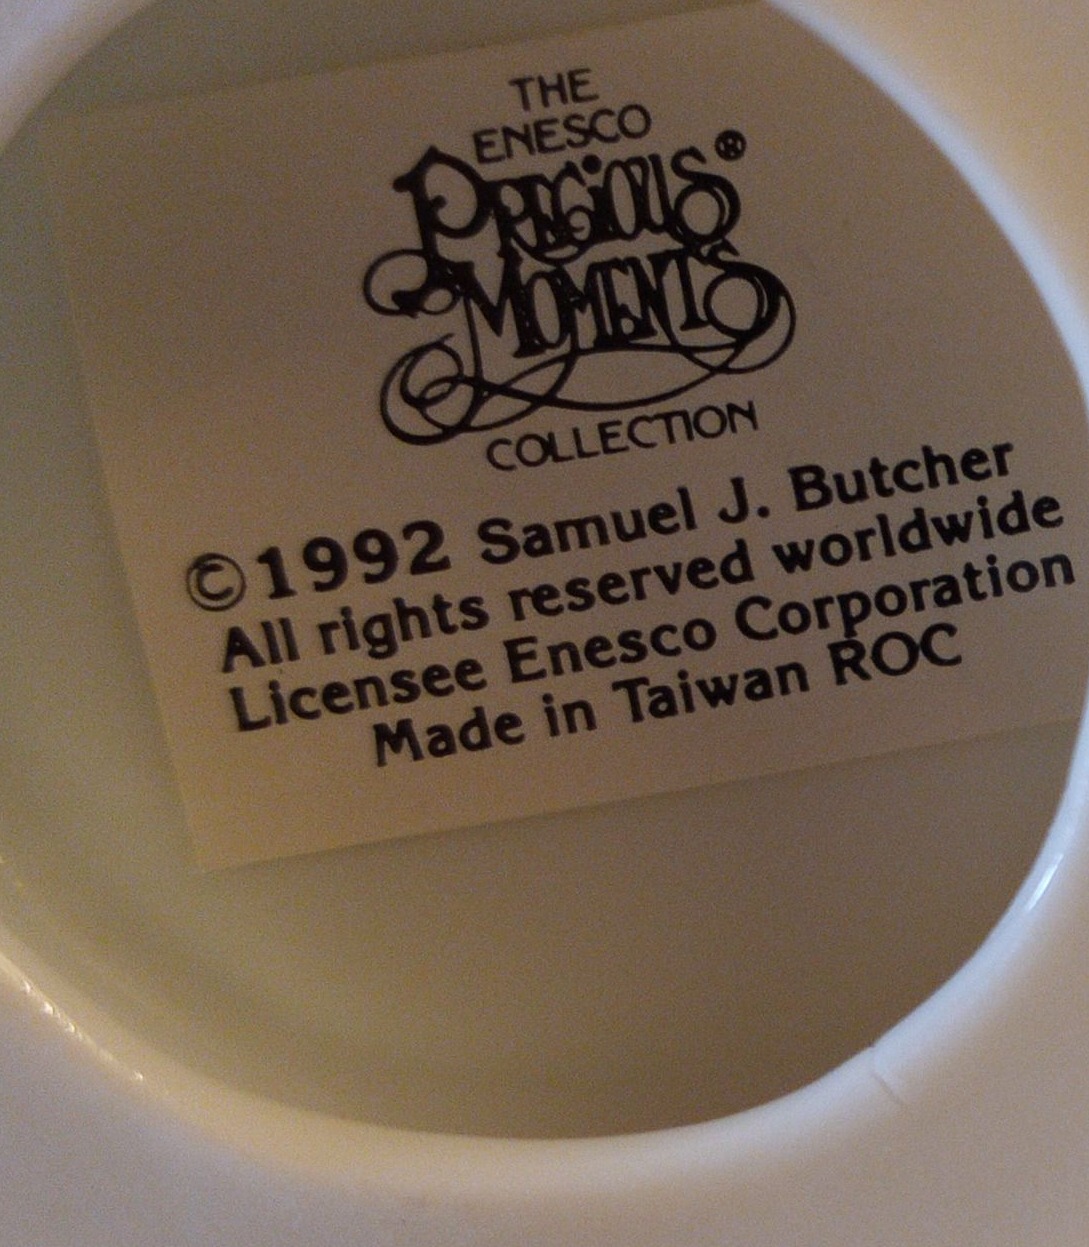 THE
ENESCO
PRECIOUS®
MOMENTS
COLLECTION
©1992 Samuel J. Butcher
All rights reserved worldwide
Licensee Enesco Corporation
Made in Taiwan ROC